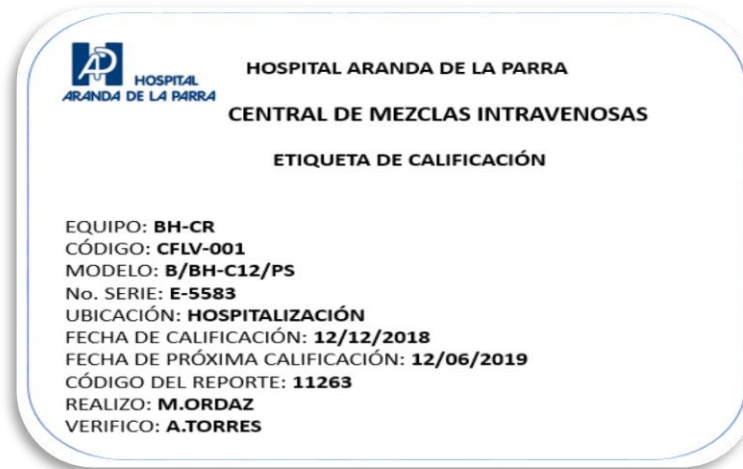 HOSPITAL
ARANDA DE LA PARRA
HOSPITAL ARANDA DE LA PARRA
CENTRAL DE MEZCLAS INTRAVENOSAS
ETIQUETA DE CALIFICACIÓN
EQUIPO: BH-CR
CÓDIGO: CFLV-001
MODELO: B/BH-C12/PS
No. SERIE: E-5583
UBICACIÓN: HOSPITALIZACIÓN
FECHA DE CALIFICACIÓN: 12/12/2018
FECHA DE PRÓXIMA CALIFICACIÓN: 12/06/2019
CÓDIGO DEL REPORTE: 11263
REALIZO: M.ORDAZ
VERIFICO: A.TORRES